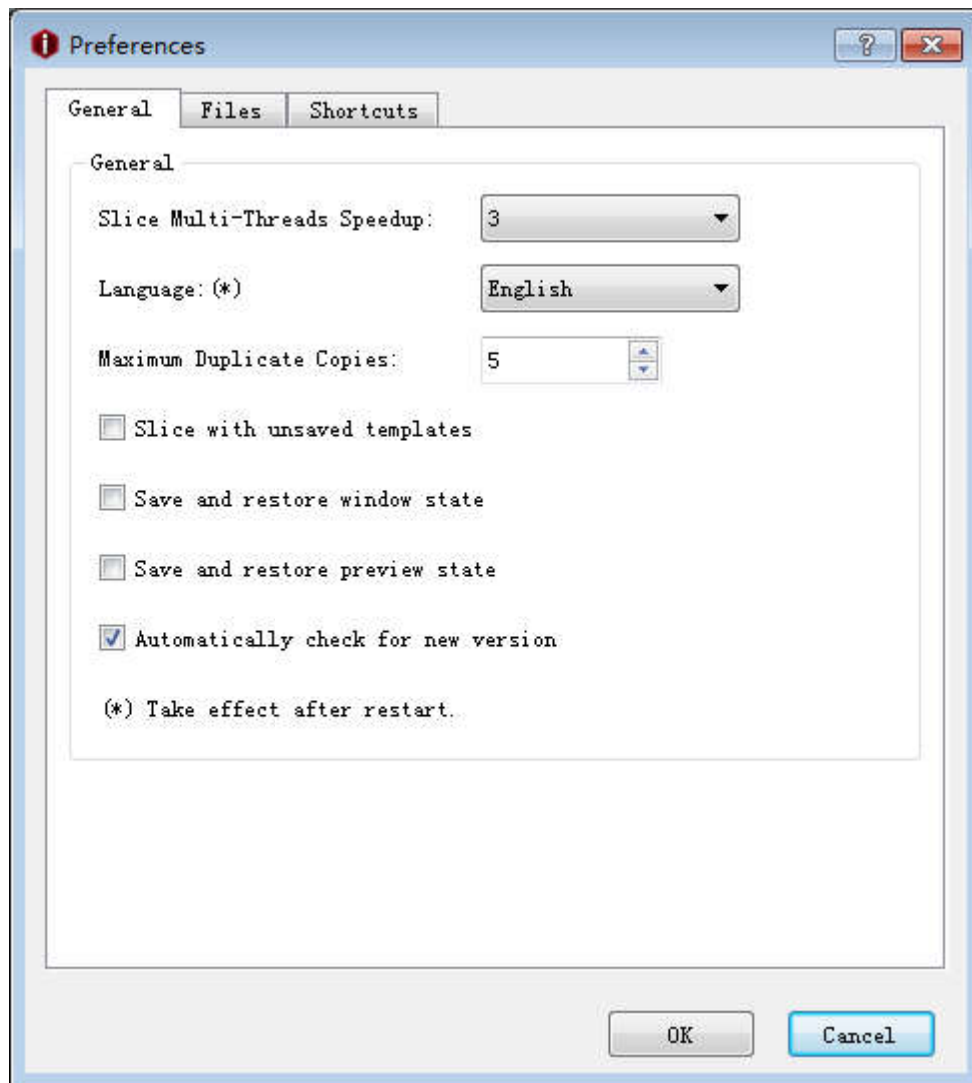 Preferences
General Files Shortcuts
General
Slice Multi-Threads Speedup: 3
Language:(*) English
Maximum Duplicate Copies: 5
Slice with unsaved templates
Save and restore window state
Save and restore preview state
Automatically check for new version
(*) Take effect after restart.
OK Cancel